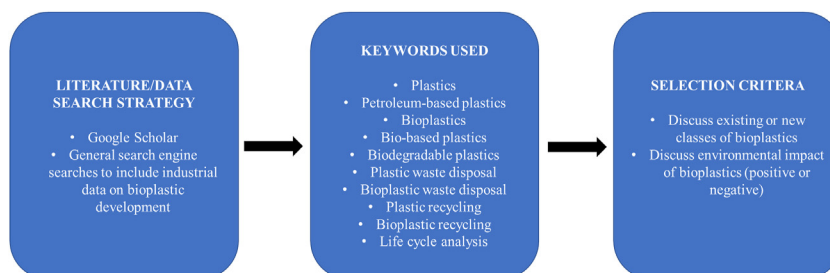 LITERATURE/DATA
SEARCH STRATEGY
• Google Scholar
• General search engine
searches to include industrial
data on bioplastic
development
KEYWORDS USED
• Plastics
• Petroleum-based plastics
• Bioplastics
• Bio-based plastics
• Biodegradable plastics
• Plastic waste disposal
• Bioplastic waste disposal
• Plastic recycling
• Bioplastic recycling
• Life cycle analysis
SELECTION CRITERA
• Discuss existing or new
classes of bioplastics
• Discuss environmental impact
of bioplastics (positive or
negative)